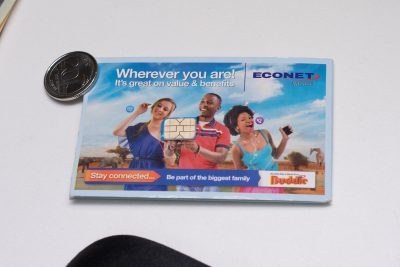 Wherever you are!
It's great on value & benefits
ECONET
Stay connected...
Be part of the biggest family
Buddie